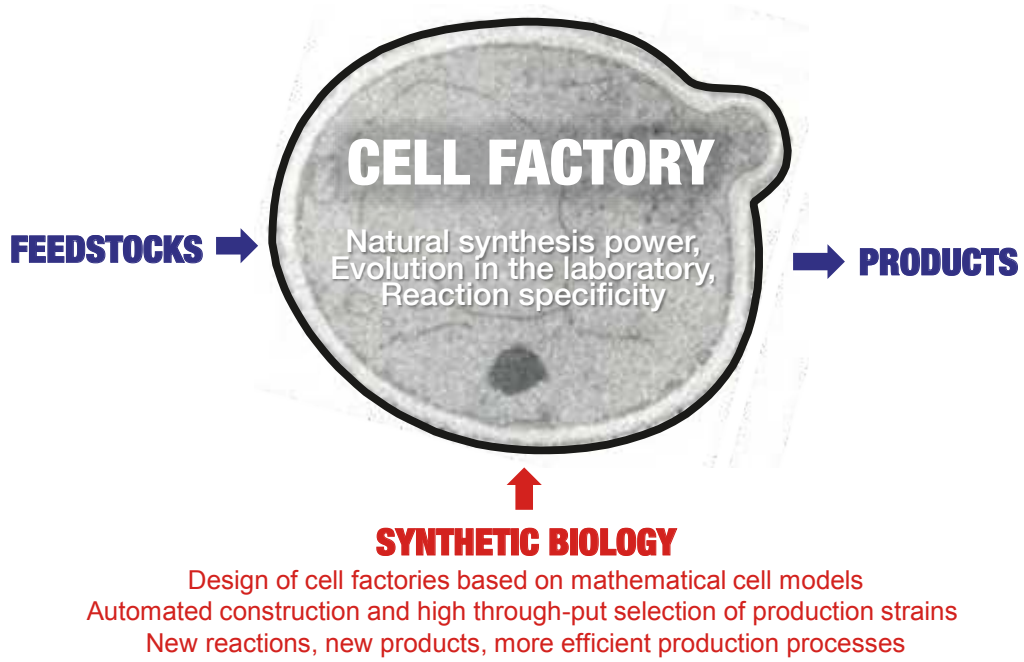 CELL FACTORY
Natural synthesis power,
Evolution in the laboratory,
Reaction specificity
FEEDSTOCKS
PRODUCTS
SYNTHETIC BIOLOGY
Design of cell factories based on mathematical cell models
Automated construction and high through-put selection of production strains
New reactions, new products, more efficient production processes